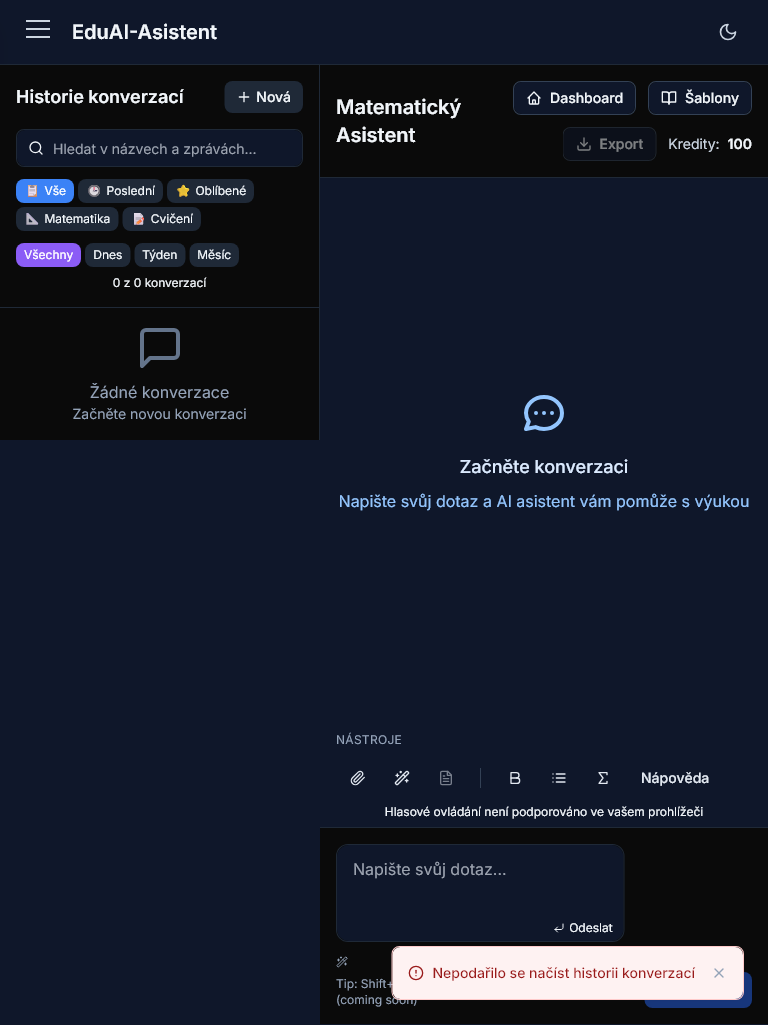 EduAI-Asistent
Historie konverzací
Nová
Hledat v názvech a zprávách...
Vše
Poslední
Oblíbené
Matematika
Cvičení
Všechny
Dnes
Týden
Měsíc
0 z 0 konverzací
Žádné konverzace
Začněte novou konverzaci
Matematický
Asistent
Dashboard
Šablony
Export
Kredity: 100
Začněte konverzaci
Napište svůj dotaz a AI asistent vám pomůže s výukou
NÁSTROJE
Nápověda
Hlasové ovládání není podporováno ve vašem prohlížeči
Napište svůj dotaz...
Odeslat
Tip: Shift+
(coming soon)
Nepodařilo se načíst historii konverzací